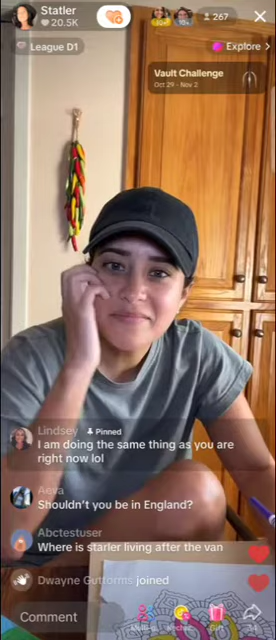 Statler
20.5K
267
League D1
Explore >
Vault Challenge
Oct 29 - Nov 2
Lindsey Pinned
I am doing the same thing as you are
right now lol
Aeva
Shouldn't you be in England?
Abctestuser
Where is starler living after the van
Dwayne Guttorms joined
Comment
Gift